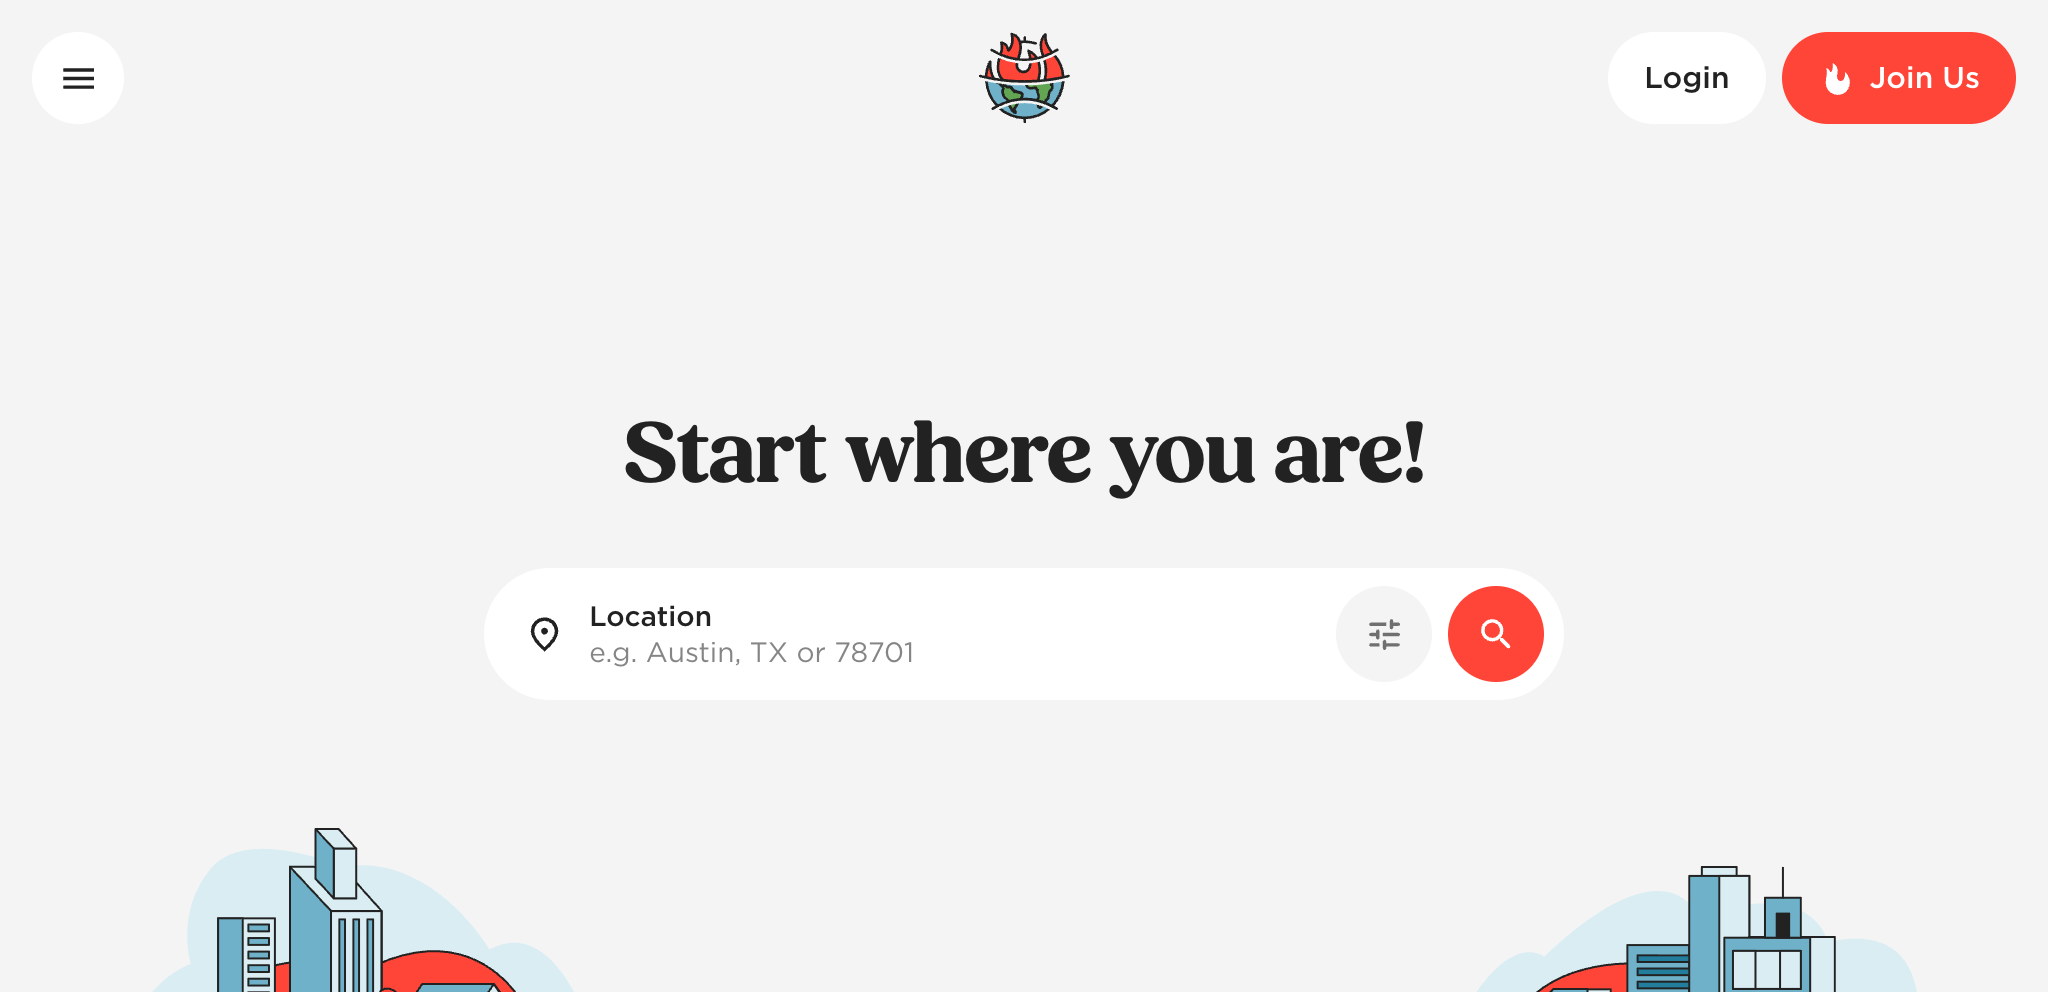 Login
Join Us
Start where you are!
Location
e.g. Austin, TX or 78701